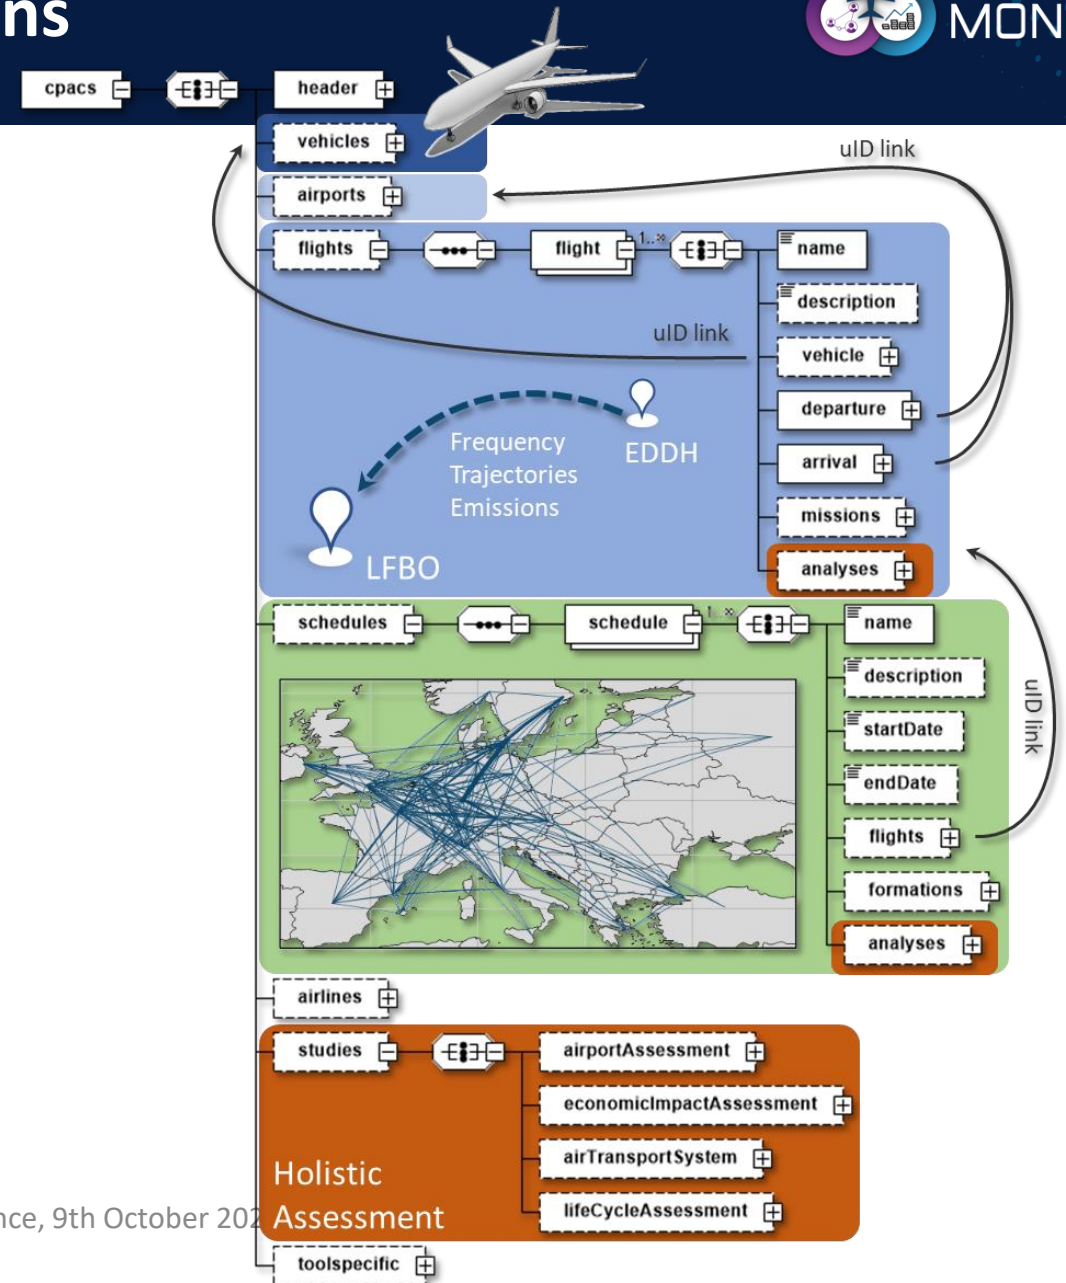 ns
MON
cpacs
header
vehicles
airports
uID link
flights
flight
1..∞
name
description
uID link
vehicle
departure
arrival
missions
analyses
Frequency
Trajectories
Emissions
EDDH
LFBO
schedules
schedule
1..∞
name
description
startDate
endDate
flights
formations
analyses
uID link
airlines
studies
airportAssessment
economicImpactAssessment
airTransportSystem
lifeCycleAssessment
Holistic
Assessment
nce, 9th October 202
toolspecific